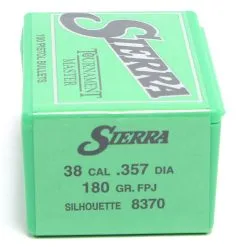 100 PISTOL BULLETS
TOURNAMENT
MASTER
SIERRA
SIERRA
38 CAL .357 DIA
180 GR. FPJ
SILHOUETTE 8370